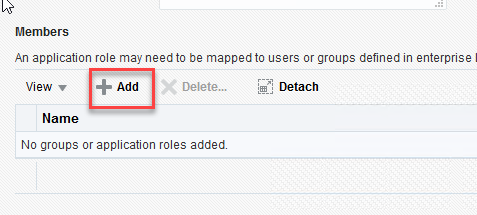 Members
An application role may need to be mapped to users or groups defined in enterprise
View Add Delete... Detach
Name
No groups or application roles added.